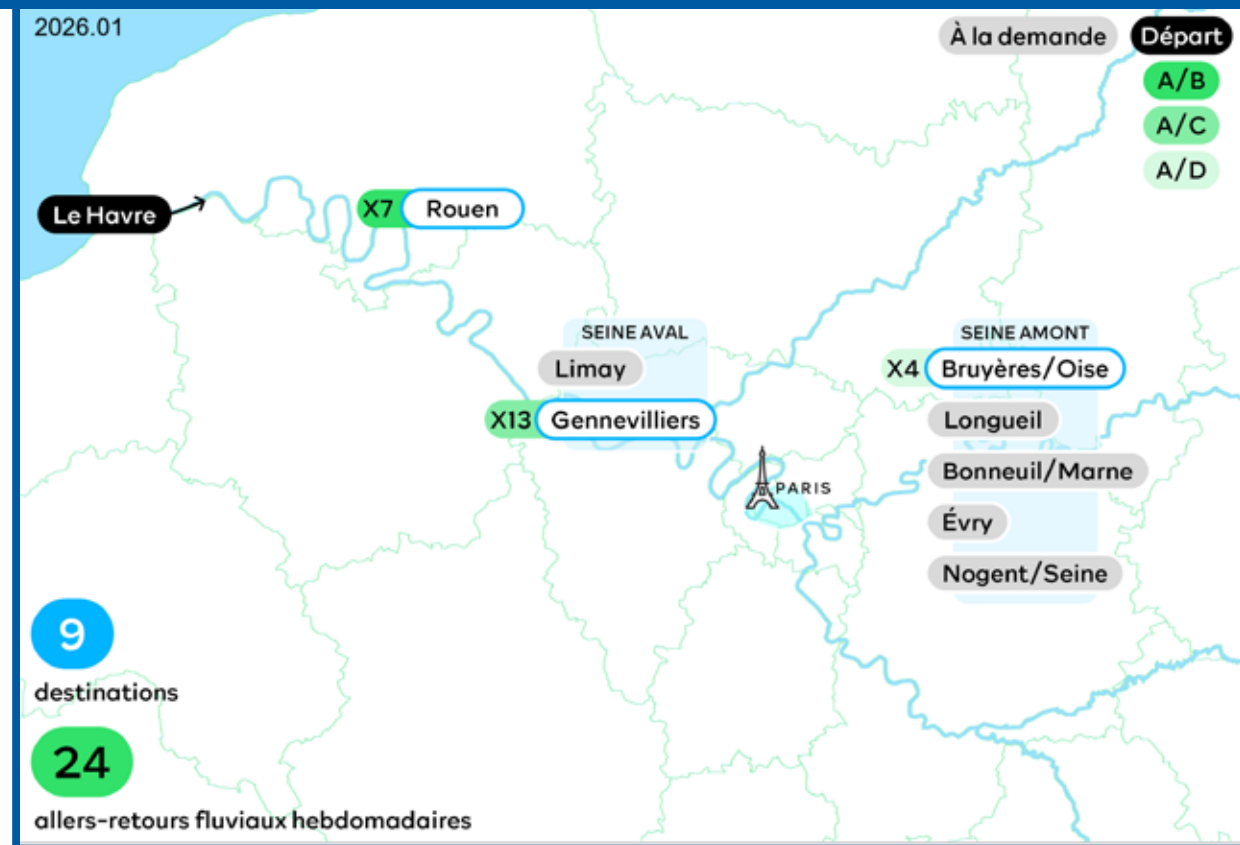 2026.01
À la demande
Départ
A/B
A/C
A/D
Le Havre
X7 Rouen
SEINE AVAL
Limay
X13 Gennevilliers
PARIS
SEINE AMONT
X4 Bruyères/Oise
Longueil
Bonneuil/Marne
Évry
Nogent/Seine
9
destinations
24
allers-retours fluviaux hebdomadaires